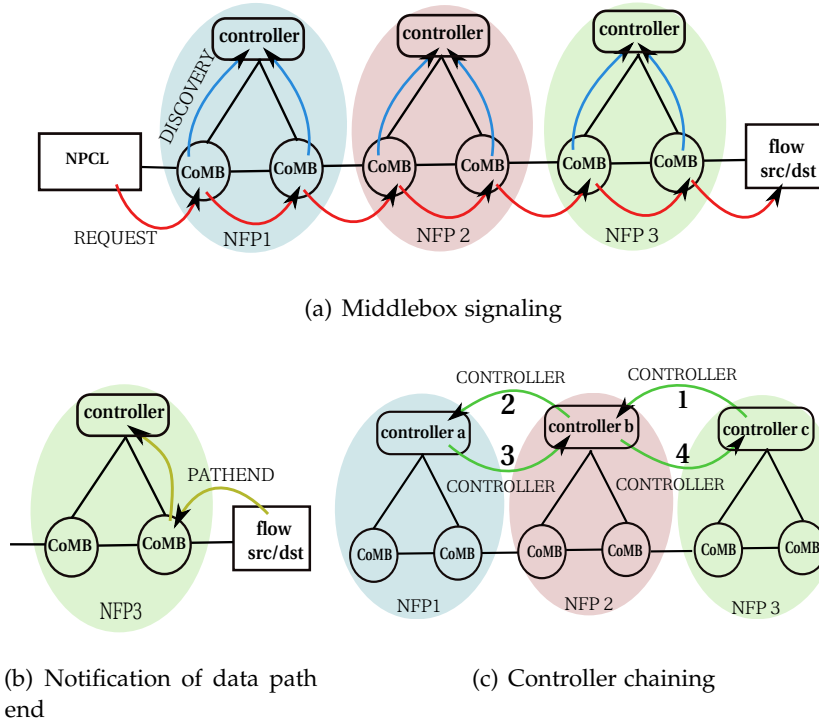 controller
controller
controller
DISCOVERY
NPCL
CoMB
CoMB
CoMB
CoMB
CoMB
CoMB
flow
src/dst
REQUEST
NFP1
NFP 2
NFP 3
(a) Middlebox signaling
controller
PATHEND
CoMB
CoMB
flow
src/dst
NFP3
(b) Notification of data path
end
CONTROLLER
CONTROLLER
2
1
controller a
controller b
controller c
3
4
CONTROLLER
CONTROLLER
CoMB
CoMB
CoMB
CoMB
CoMB
CoMB
NFP1
NFP 2
NFP 3
(c) Controller chaining